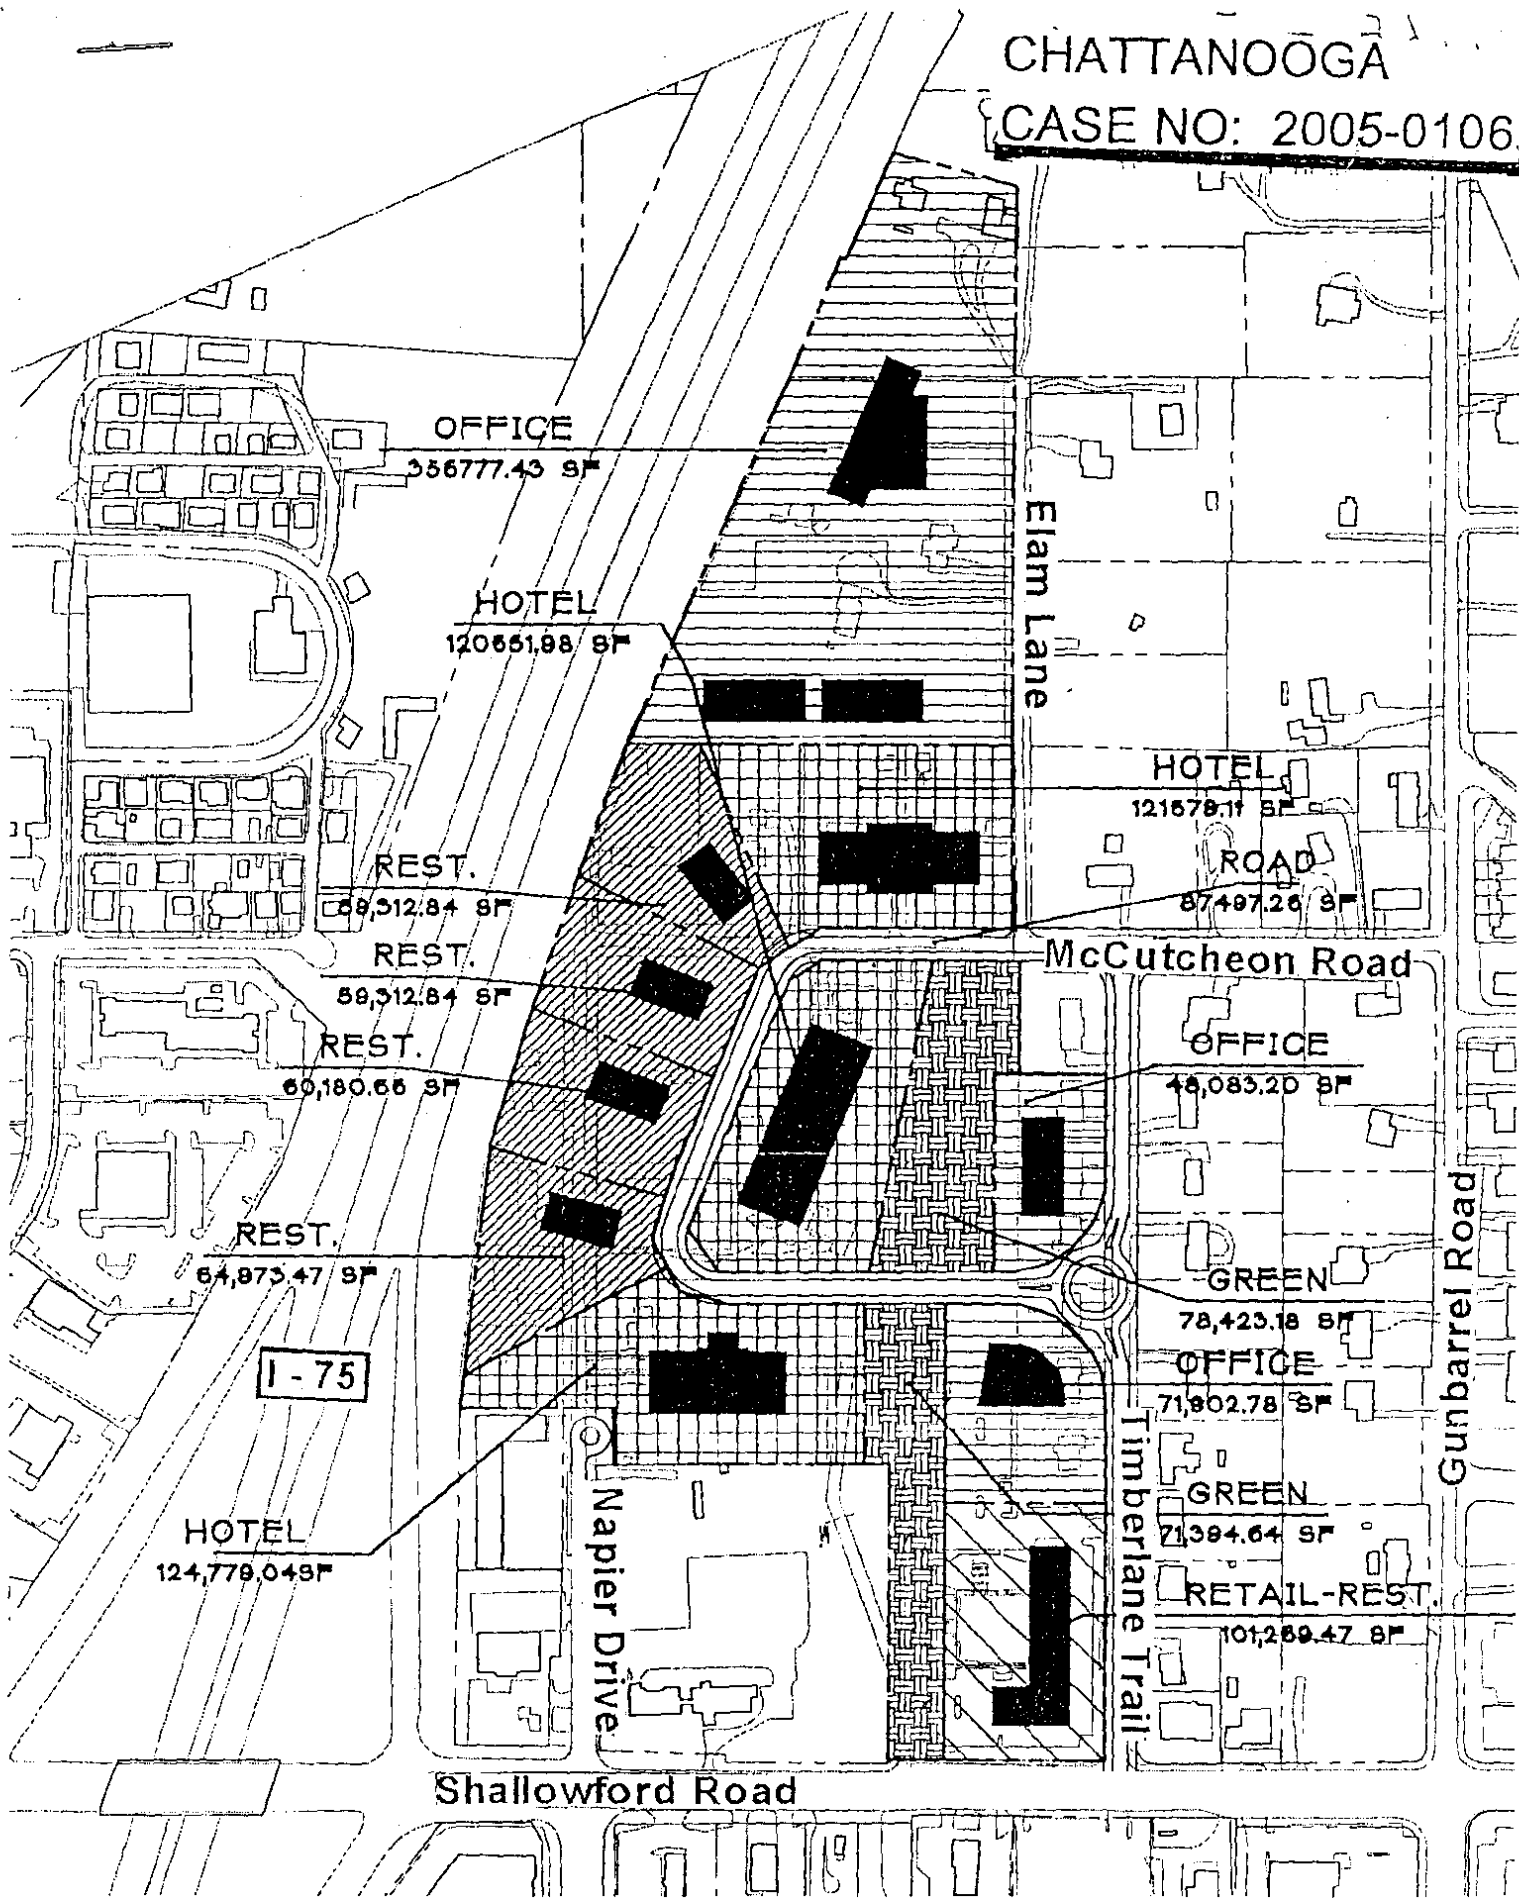 CHATTANOOGA
CASE NO: 2005-0106
OFFICE
356777.43 SF
Elam Lane
HOTEL
120651.98 SF
HOTEL
121579.11 SF
REST.
59,312.84 SF
ROAD
87497.26 SF
McCutcheon Road
REST.
59,312.84 SF
REST.
60,180.66 SF
OFFICE
48,083.20 SF
REST.
64,973.47 SF
GREEN
78,423.18 SF
Gunbarrel Road
I-75
OFFICE
71,902.78 SF
Timberlane Trail
GREEN
71,394.64 SF
HOTEL
124,779.04SF
Napier Drive
RETAIL-REST.
101,269.47 SF
Shallowford Road